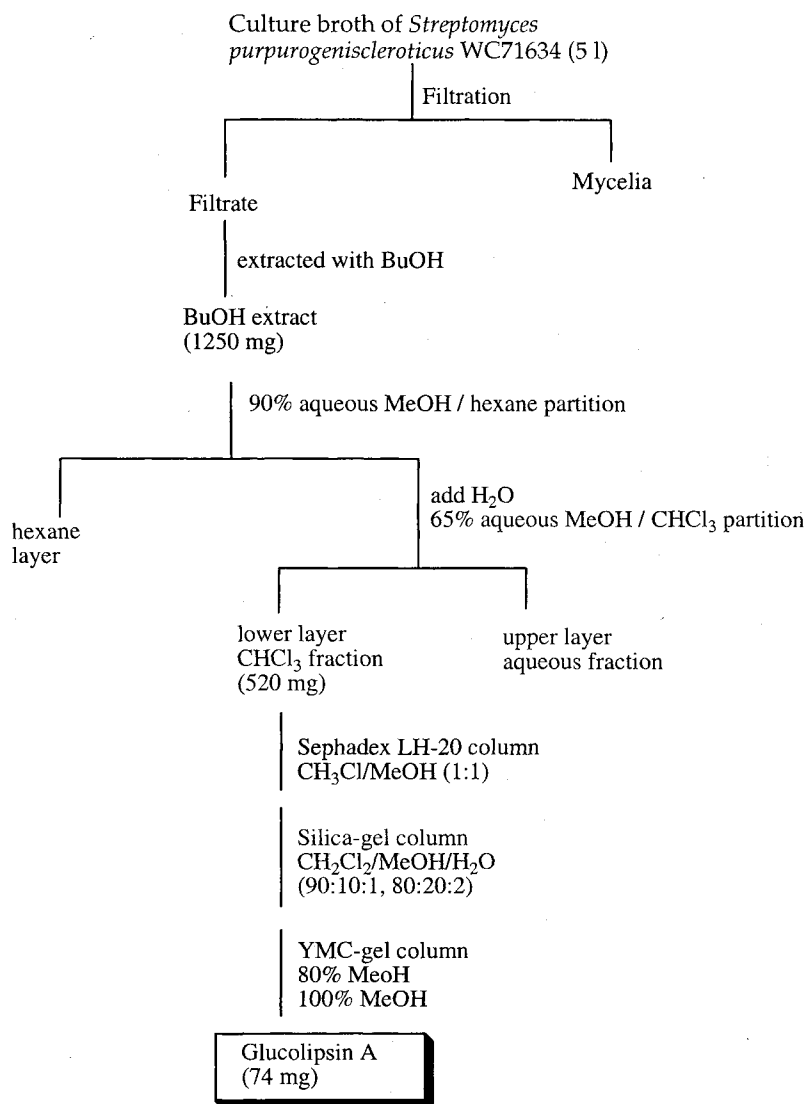 Culture broth of Streptomyces
purpurogeniscleroticus WC71634 (5 l)
Filtration
Mycelia
Filtrate
extracted with BuOH
BuOH extract
(1250 mg)
90% aqueous MeOH / hexane partition
add H₂O
65% aqueous MeOH / CHCl₃ partition
hexane
layer
lower layer
CHCl₃ fraction
(520 mg)
upper layer
aqueous fraction
Sephadex LH-20 column
CH₃Cl/MeOH (1:1)
Silica-gel column
CH₂Cl₂/MeOH/H₂O
(90:10:1, 80:20:2)
YMC-gel column
80% MeoH
100% MeOH
Glucolipsin A
(74 mg)